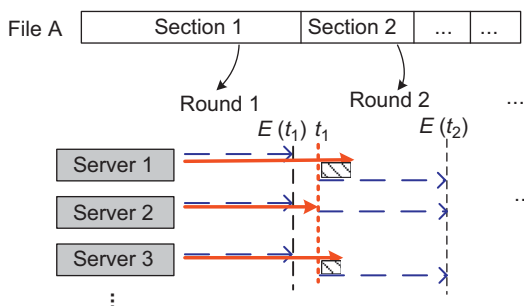 File A Section 1 Section 2 ... ...
Round 1 Round 2 ...
E (t1) t1 E (t2)
Server 1
Server 2 ...
Server 3
⋮